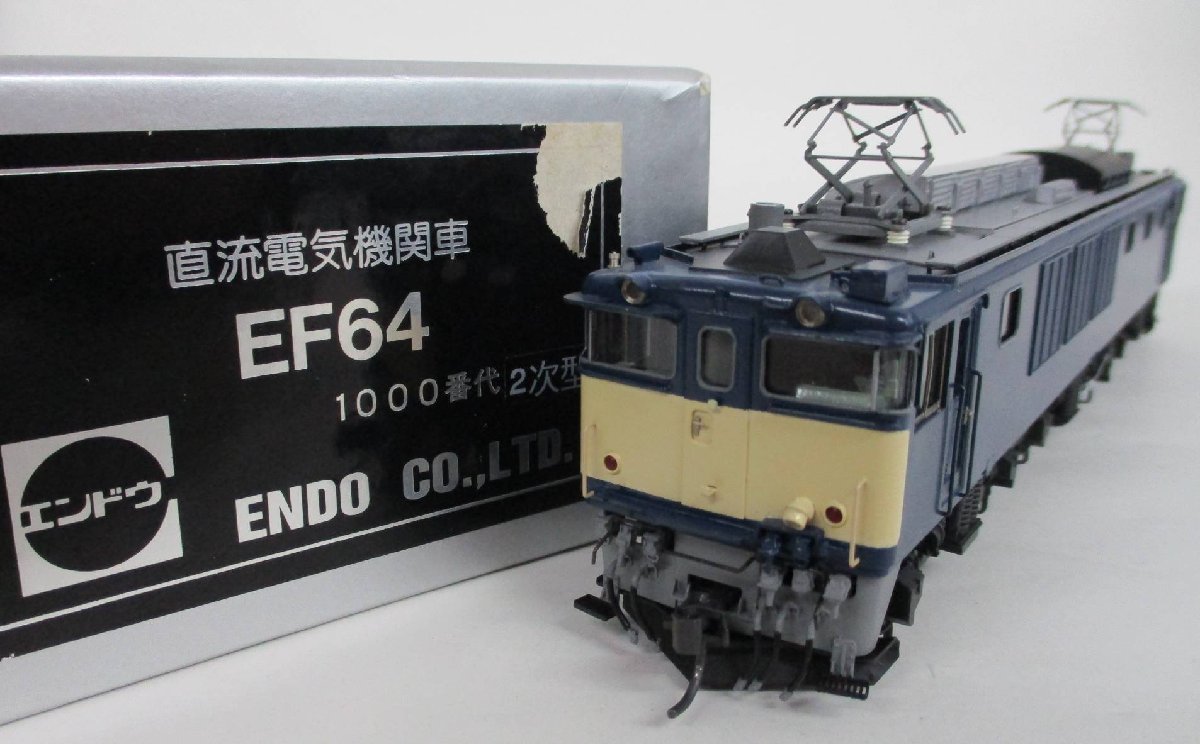 直流電気機関車
EF64
1000番代 2次型
エンドウ
ENDO CO.,LTD.